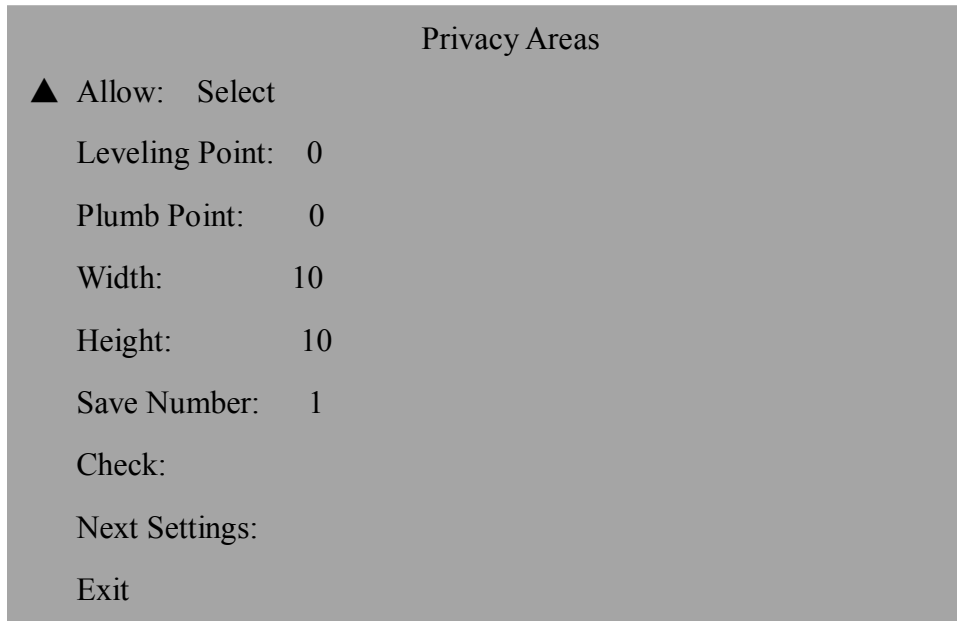 Privacy Areas
▲ Allow: Select
Leveling Point: 0
Plumb Point: 0
Width: 10
Height: 10
Save Number: 1
Check:
Next Settings:
Exit